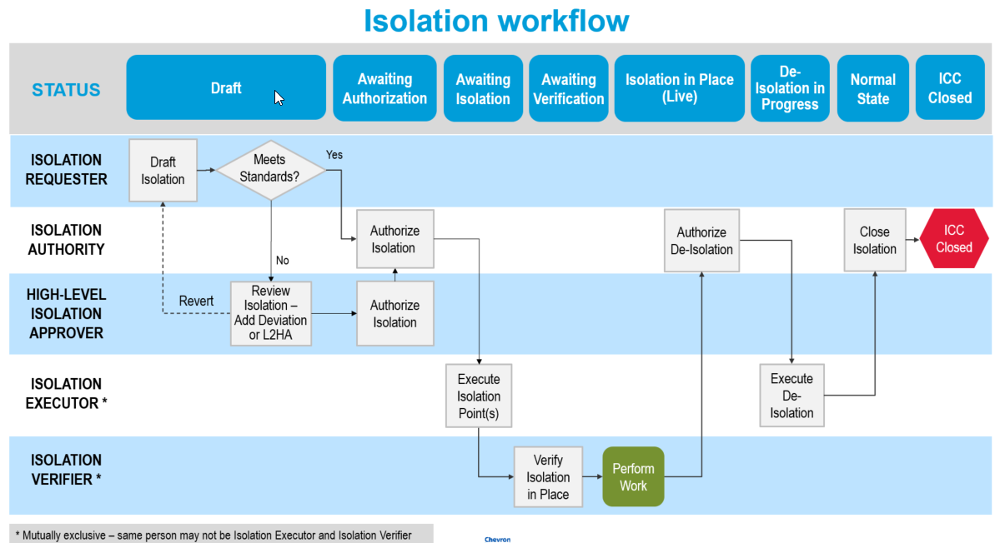 Isolation workflow
STATUS
Draft
Awaiting
Authorization
Awaiting
Isolation
Awaiting
Verification
Isolation in Place
(Live)
De-
Isolation in
Progress
Normal
State
ICC
Closed
ISOLATION
REQUESTER
Draft
Isolation
Meets
Standards?
Yes
No
ISOLATION
AUTHORITY
Authorize
Isolation
Authorize
De-Isolation
Close
Isolation
ICC
Closed
HIGH-LEVEL
ISOLATION
APPROVER
Revert
Review
Isolation –
Add Deviation
or L2HA
Authorize
Isolation
ISOLATION
EXECUTOR *
Execute
Isolation
Point(s)
Execute
De-
Isolation
ISOLATION
VERIFIER *
Verify
Isolation
in Place
Perform
Work
* Mutually exclusive – same person may not be Isolation Executor and Isolation Verifier
Chevron